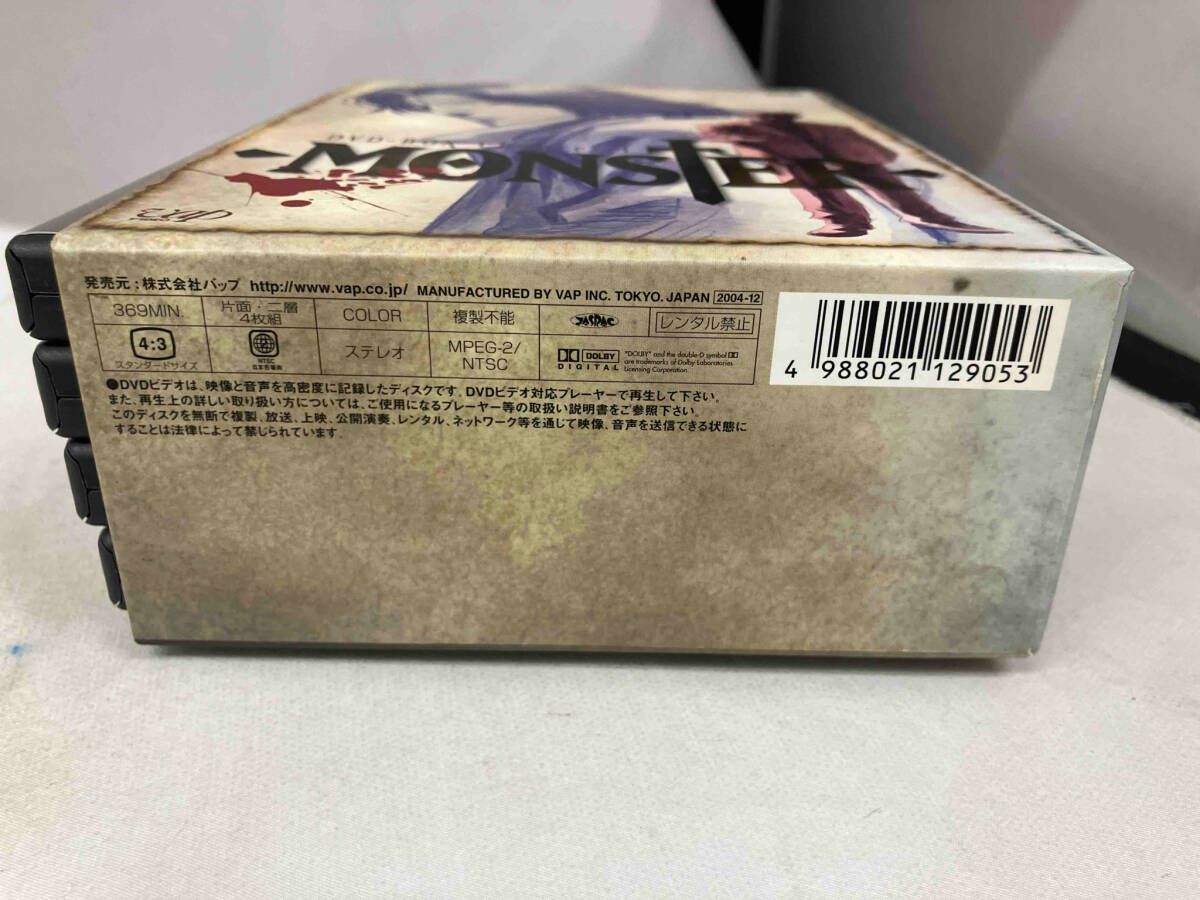 DVD-BOX
-MONSTER-
vap
発売元:株式会社バップ http://www.vap.co.jp/ MANUFACTURED BY VAP INC. TOKYO. JAPAN 2004-12
369MIN. 片面・二層 COLOR 複製不能 JASRAC レンタル禁止
4枚組
4:3 NTSC ステレオ MPEG-2/ DOLBY "DOLBY" and the double-D symbol
スタンダードサイズ 日本市場向 NTSC DIGITAL are trademarks of Dolby Laboratories
Licensing Corporation.
●DVDビデオは、映像と音声を高密度に記録したディスクです。DVDビデオ対応プレーヤーで再生して下さい。
また、再生上の詳しい取り扱い方については、ご使用になるプレーヤー等の取扱い説明書をご参照下さい。
このディスクを無断で複製、放送、上映、公開演奏、レンタル、ネットワーク等を通じて映像、音声を送信できる状態に
することは法律によって禁じられています。
4 988021 129053